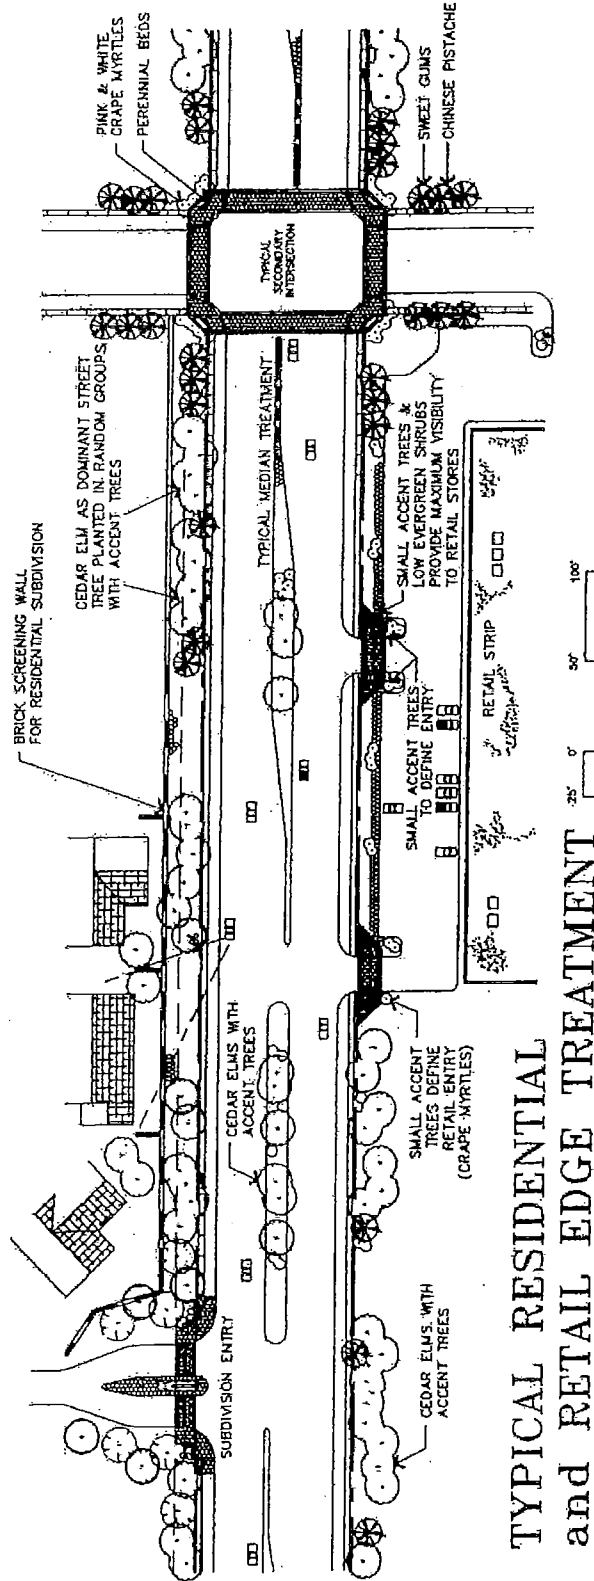 PINK & WHITE
CRAPE MYRTLES
PERENNIAL BEDS
CEDAR ELM AS DOMINANT STREET
TREE PLANTED IN RANDOM GROUPS
WITH ACCENT TREES
BRICK SCREENING WALL
FOR RESIDENTIAL SUBDIVISION
TYPICAL
SECONDARY
INTERSECTION
SWEET GUMS
CHINESE PISTACHE
TYPICAL MEDIAN TREATMENT
CEDAR ELMS WITH
ACCENT TREES
SUBDIVISION ENTRY
SMALL ACCENT TREES &
LOW EVERGREEN SHRUBS
PROVIDE MAXIMUM VISIBILITY
TO RETAIL STORES
SMALL ACCENT TREES
TO DEFINE ENTRY
SMALL ACCENT
TREES DEFINE
RETAIL ENTRY
(CRAPE MYRTLES)
CEDAR ELMS WITH
ACCENT TREES
RETAIL STRIP
TYPICAL RESIDENTIAL
and RETAIL EDGE TREATMENT
25' 0' 50' 100'